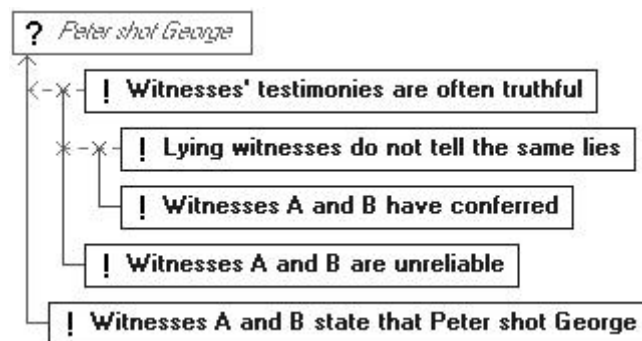 ? Peter shot George
! Witnesses' testimonies are often truthful
! Lying witnesses do not tell the same lies
! Witnesses A and B have conferred
! Witnesses A and B are unreliable
! Witnesses A and B state that Peter shot George